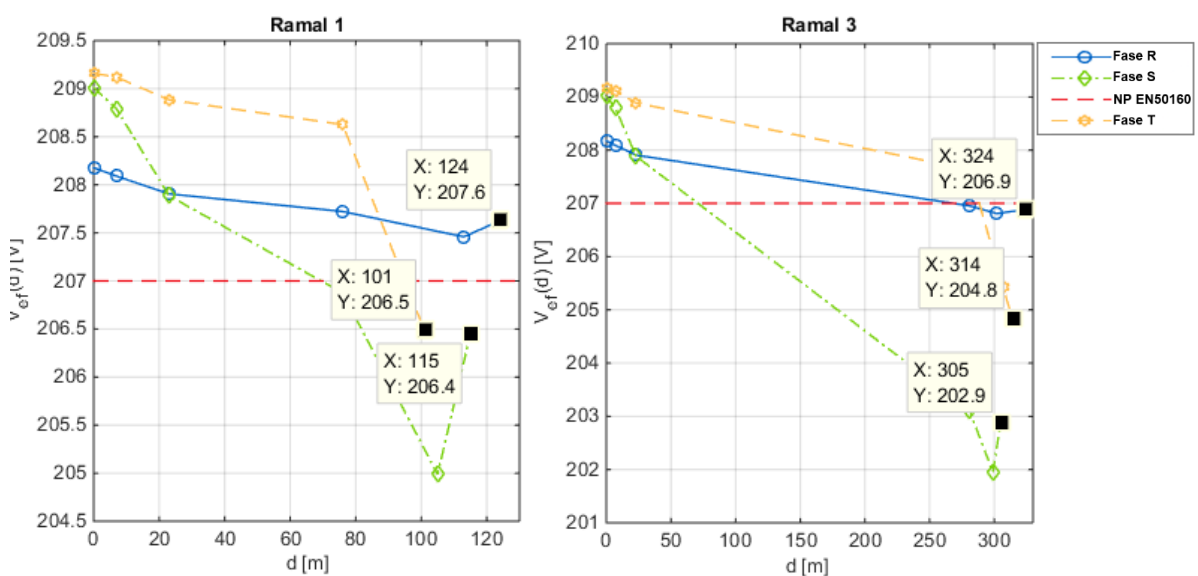 Ramal 1
209.5
209
208.5
208
207.5
207
206.5
206
205.5
205
204.5
V_ef(d) [V]
X: 124
Y: 207.6
X: 101
Y: 206.5
X: 115
Y: 206.4
0
20
40
60
80
100
120
d [m]
Ramal 3
210
209
208
207
206
205
204
203
202
201
V_ef(d) [V]
X: 324
Y: 206.9
X: 314
Y: 204.8
X: 305
Y: 202.9
0
50
100
150
200
250
300
d [m]
Fase R
Fase S
NP EN50160
Fase T